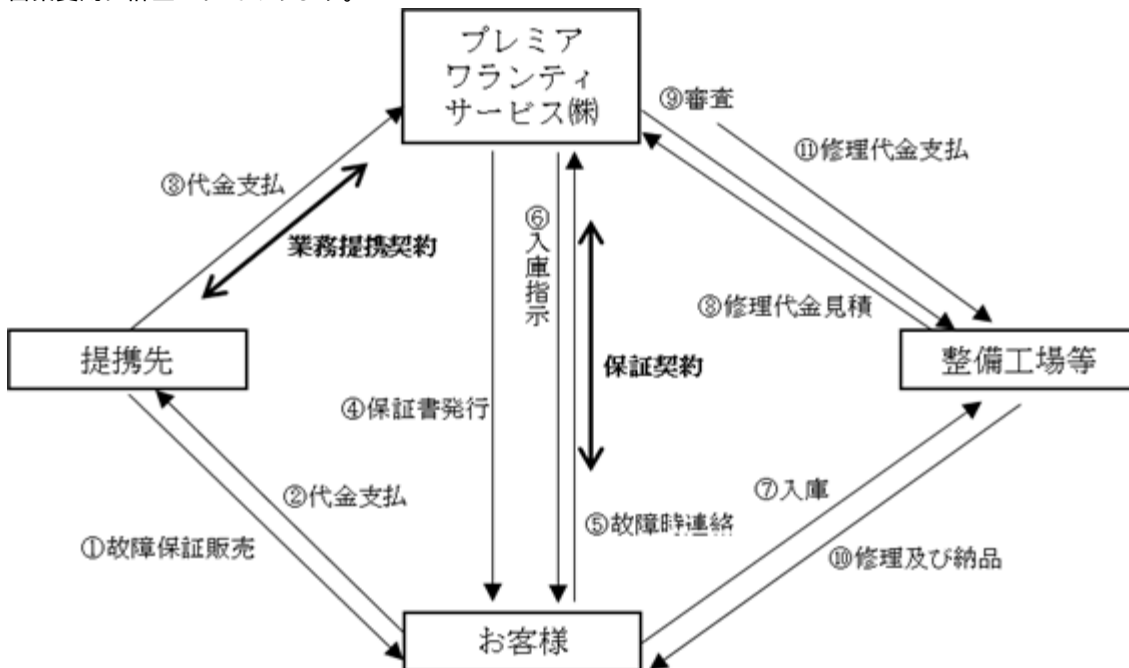 プレミア
ワランティ
サービス㈱
⑨審査
⑪修理代金支払
③代金支払
業務提携契約
⑥入庫指示
⑧修理代金見積
提携先
保証契約
整備工場等
④保証書発行
②代金支払
⑦入庫
①故障保証販売
⑤故障時連絡
⑩修理及び納品
お客様